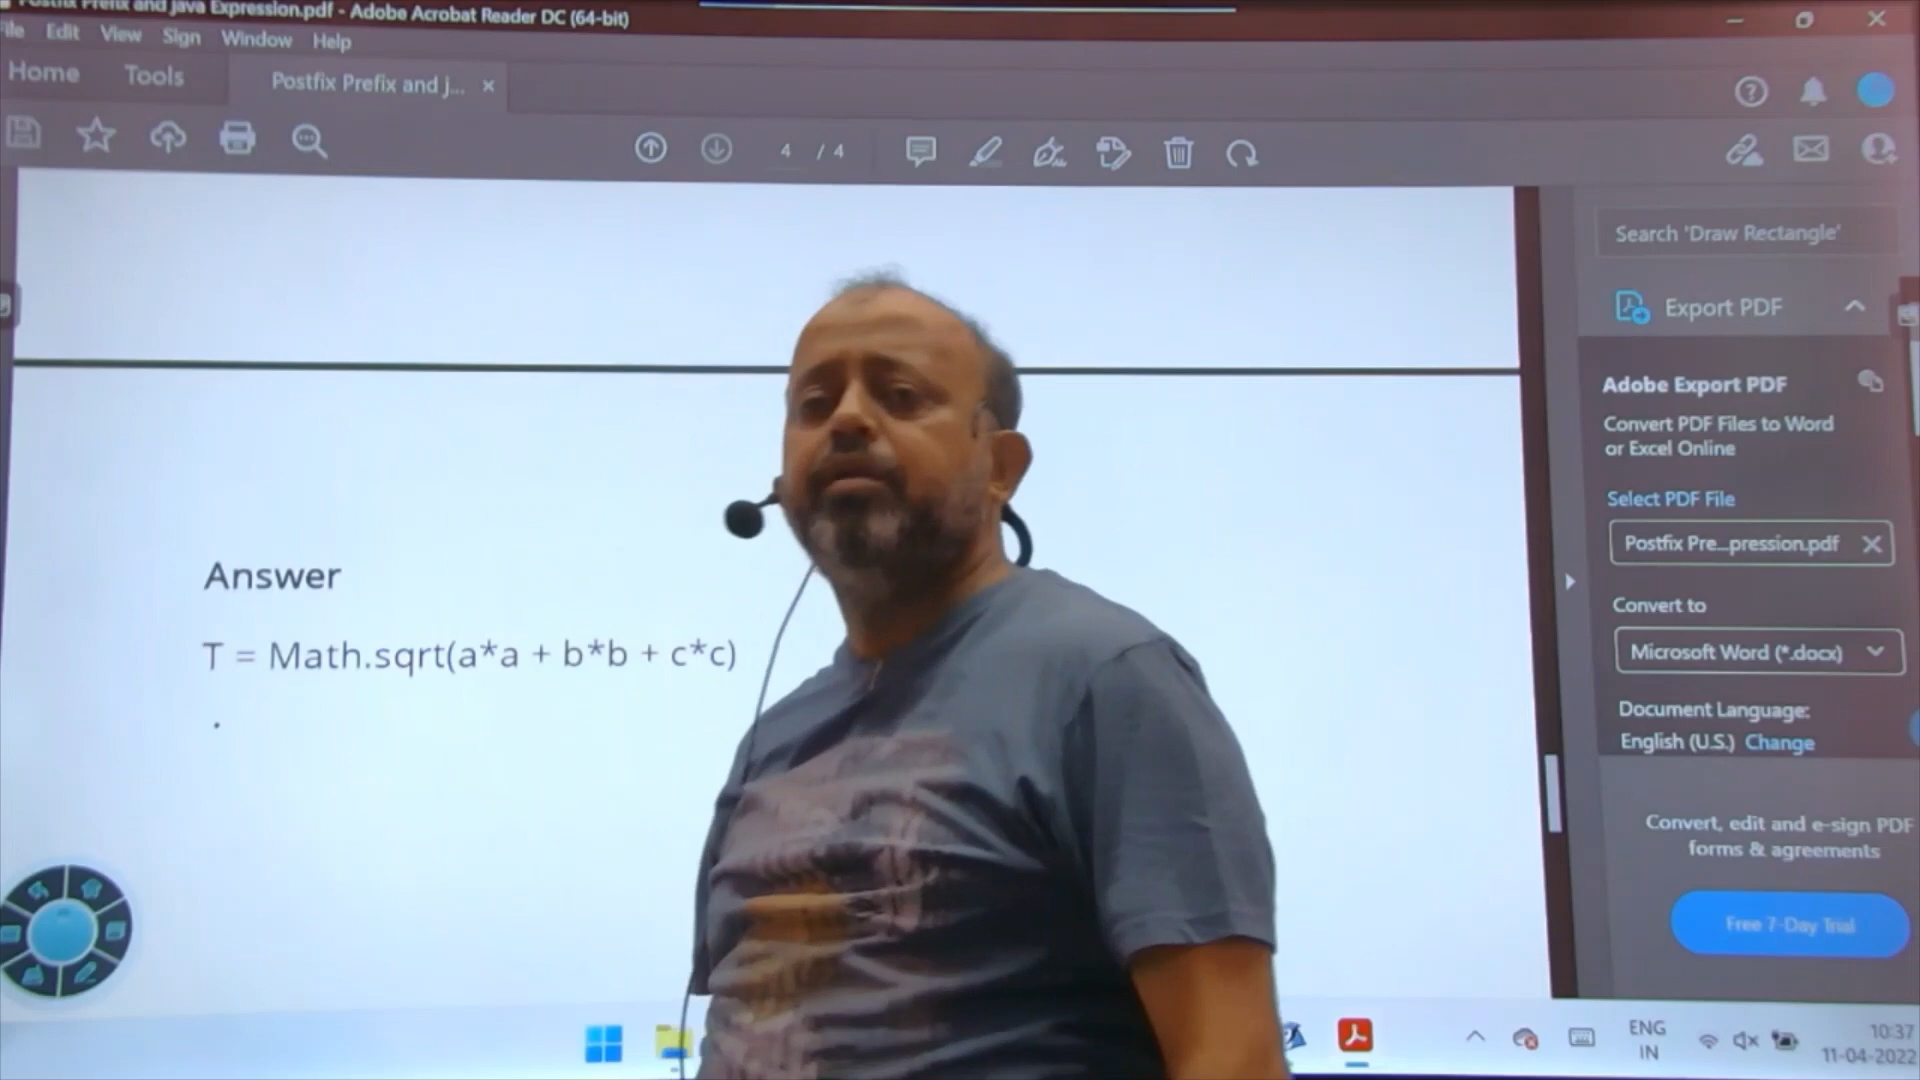 Postfix Prefix and Java Expression.pdf - Adobe Acrobat Reader DC (64-bit)
File Edit View Sign Window Help
Home Tools Postfix Prefix and j... ×
4 / 4
Search 'Draw Rectangle'
Export PDF
Adobe Export PDF
Convert PDF Files to Word
or Excel Online
Select PDF File
Postfix Pre...pression.pdf
Convert to
Microsoft Word (*.docx)
Document Language:
English (U.S.) Change
Convert, edit and e-sign PDF
forms & agreements
Free 7-Day Trial
Answer
T = Math.sqrt(a*a + b*b + c*c)
.
ENG
IN
10:37
11-04-2022